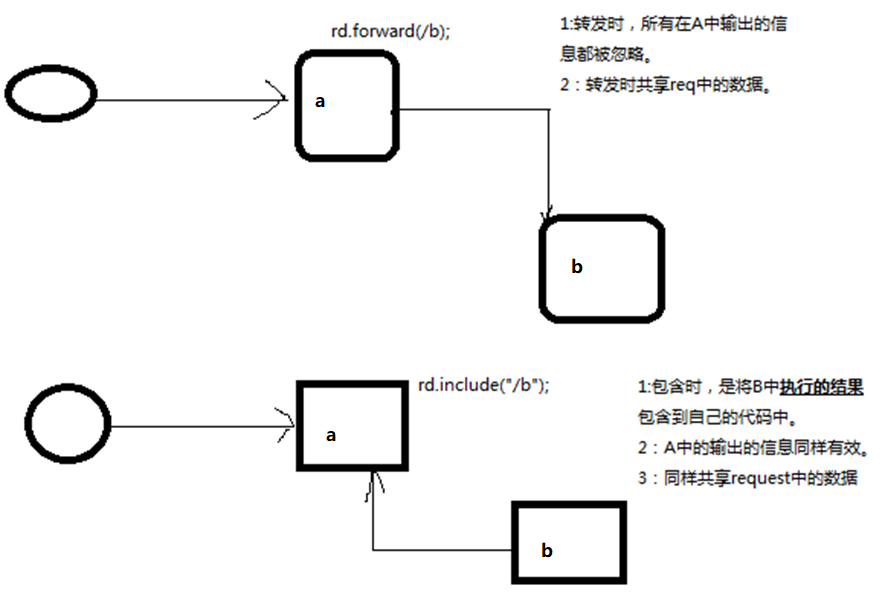 rd.forward(/b);
1:转发时，所有在A中输出的信
息都被忽略。
2：转发时共享req中的数据。
a
b
rd.include("/b");
1:包含时，是将B中执行的结果
包含到自己的代码中。
2：A中的输出的信息同样有效。
3：同样共享request中的数据
a
b